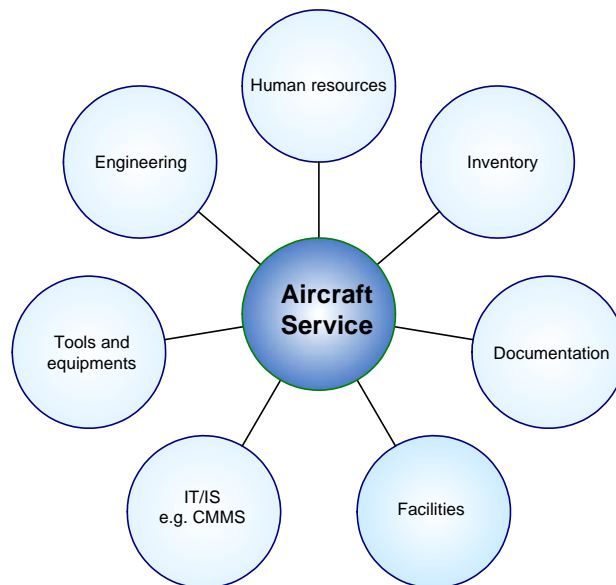 Human resources
Engineering
Inventory
Aircraft
Service
Tools and
equipments
Documentation
IT/IS
e.g. CMMS
Facilities